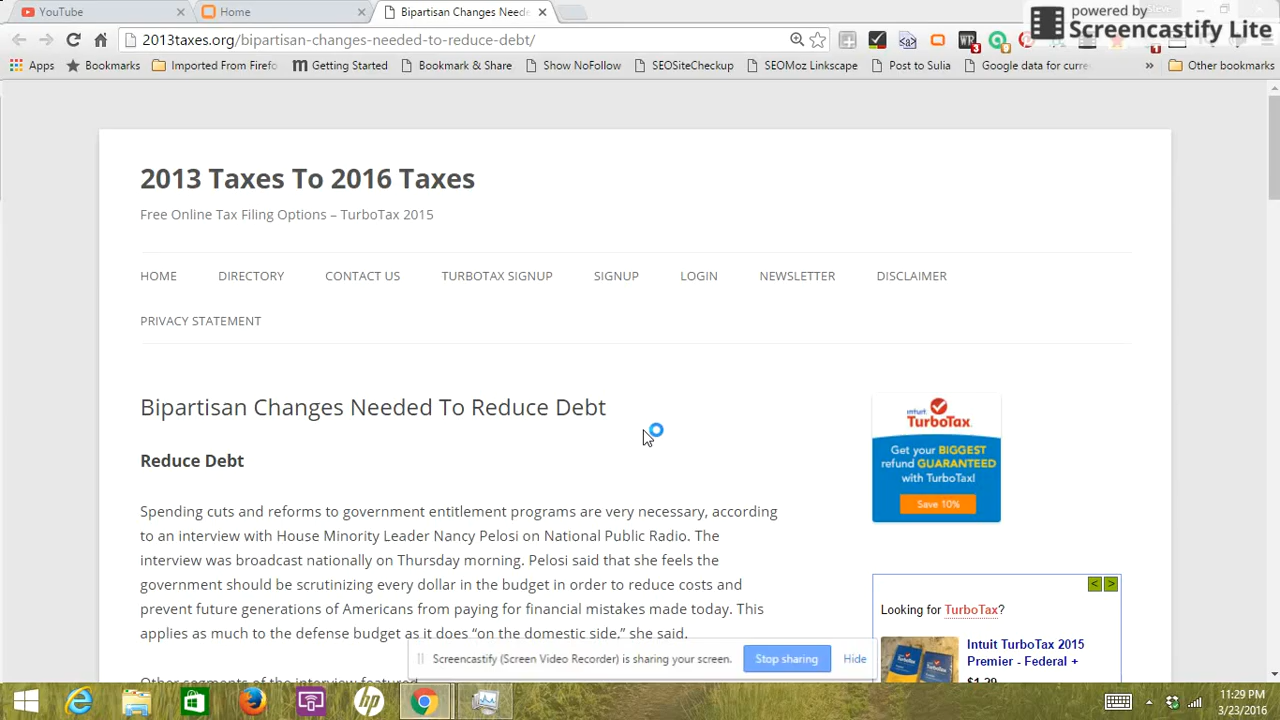 YouTube
Home
Bipartisan Changes Neede
powered by
Screencastify Lite
2013taxes.org/bipartisan-changes-needed-to-reduce-debt/
Apps
Bookmarks
Imported From Firefo
Getting Started
Bookmark & Share
Show NoFollow
SEOSiteCheckup
SEOMoz Linkscape
Post to Sulia
Google data for curre
»
Other bookmarks
2013 Taxes To 2016 Taxes
Free Online Tax Filing Options – TurboTax 2015
HOME
DIRECTORY
CONTACT US
TURBOTAX SIGNUP
SIGNUP
LOGIN
NEWSLETTER
DISCLAIMER
PRIVACY STATEMENT
Bipartisan Changes Needed To Reduce Debt
Reduce Debt
Spending cuts and reforms to government entitlement programs are very necessary, according
to an interview with House Minority Leader Nancy Pelosi on National Public Radio. The
interview was broadcast nationally on Thursday morning. Pelosi said that she feels the
government should be scrutinizing every dollar in the budget in order to reduce costs and
prevent future generations of Americans from paying for financial mistakes made today. This
applies as much to the defense budget as it does “on the domestic side,” she said.
Other segments of the interview featured
intuit
TurboTax
Get your BIGGEST
refund GUARANTEED
with TurboTax!
Save 10%
< >
Looking for TurboTax?
Intuit TurboTax 2015
Premier - Federal +
$1.29
Screencastify (Screen Video Recorder) is sharing your screen.
Stop sharing
Hide
11:29 PM
3/23/2016